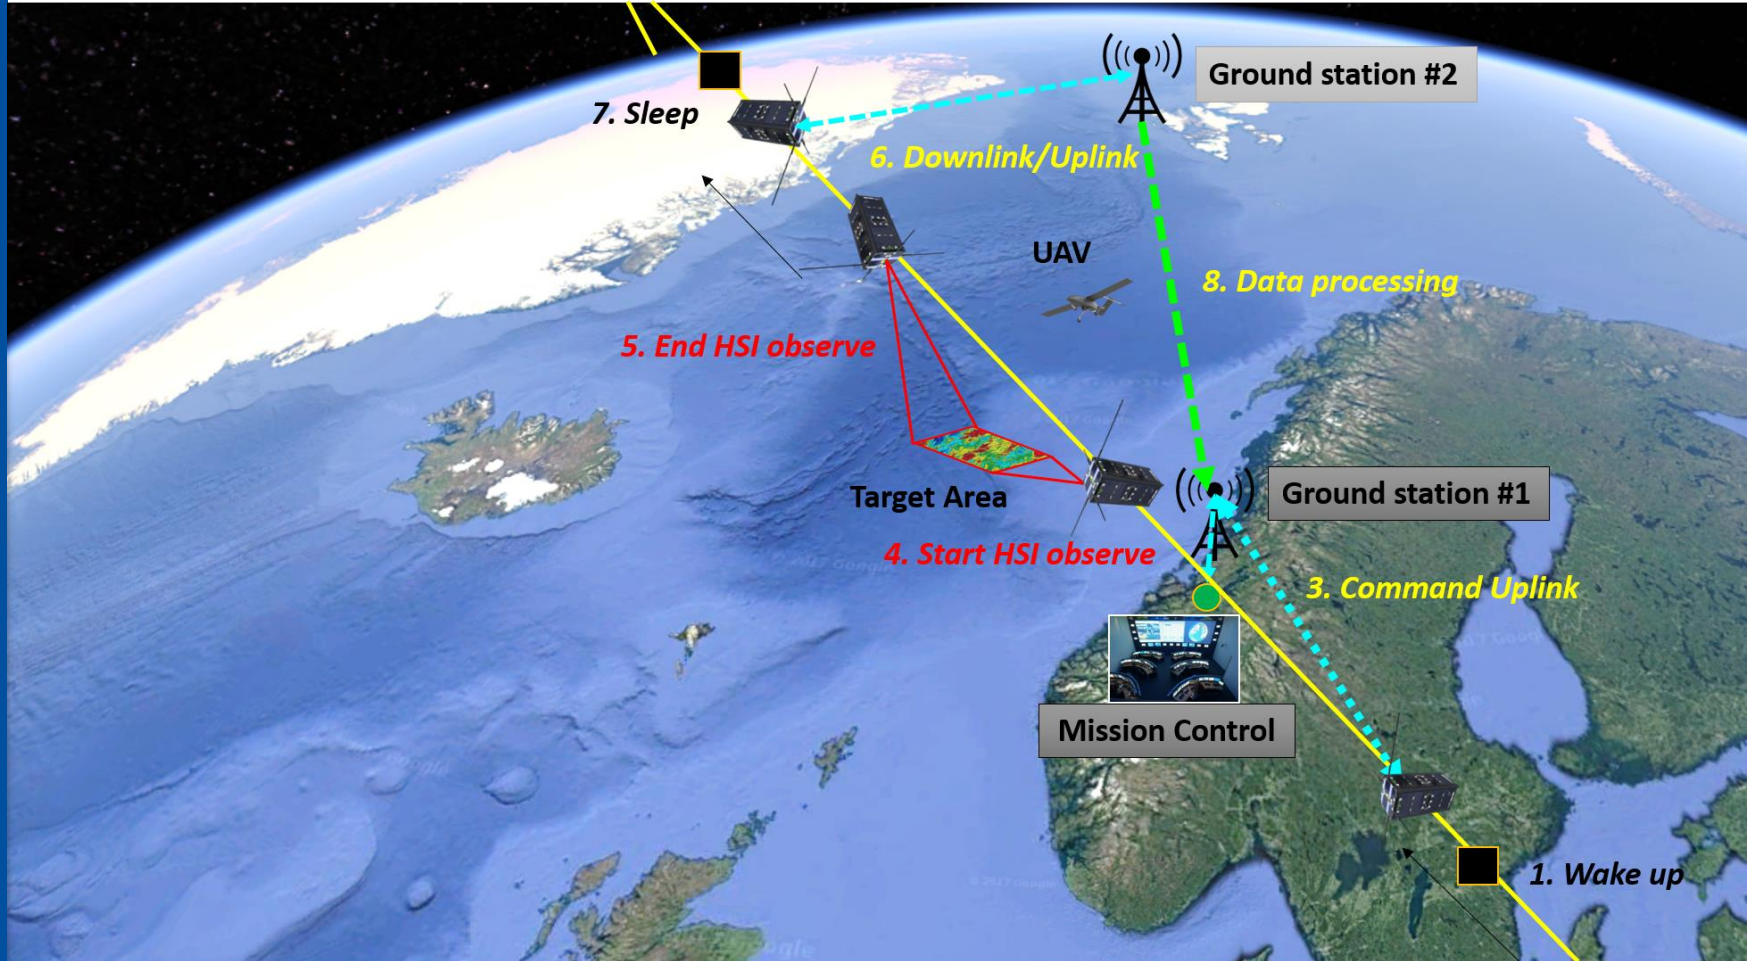 Ground station #2
7. Sleep
6. Downlink/Uplink
UAV
8. Data processing
5. End HSI observe
Target Area
Ground station #1
4. Start HSI observe
3. Command Uplink
Mission Control
1. Wake up